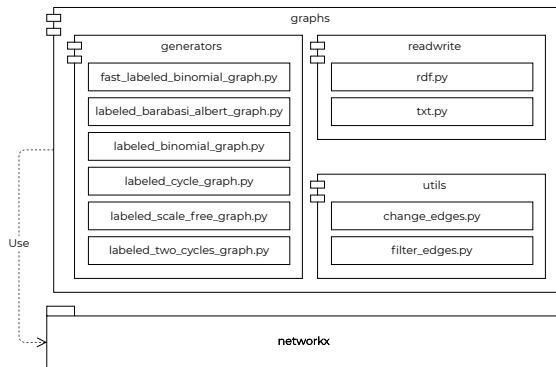 graphs
generators
fast_labeled_binomial_graph.py
labeled_barabasi_albert_graph.py
labeled_binomial_graph.py
labeled_cycle_graph.py
labeled_scale_free_graph.py
labeled_two_cycles_graph.py
readwrite
rdf.py
txt.py
utils
change_edges.py
filter_edges.py
Use
networkx